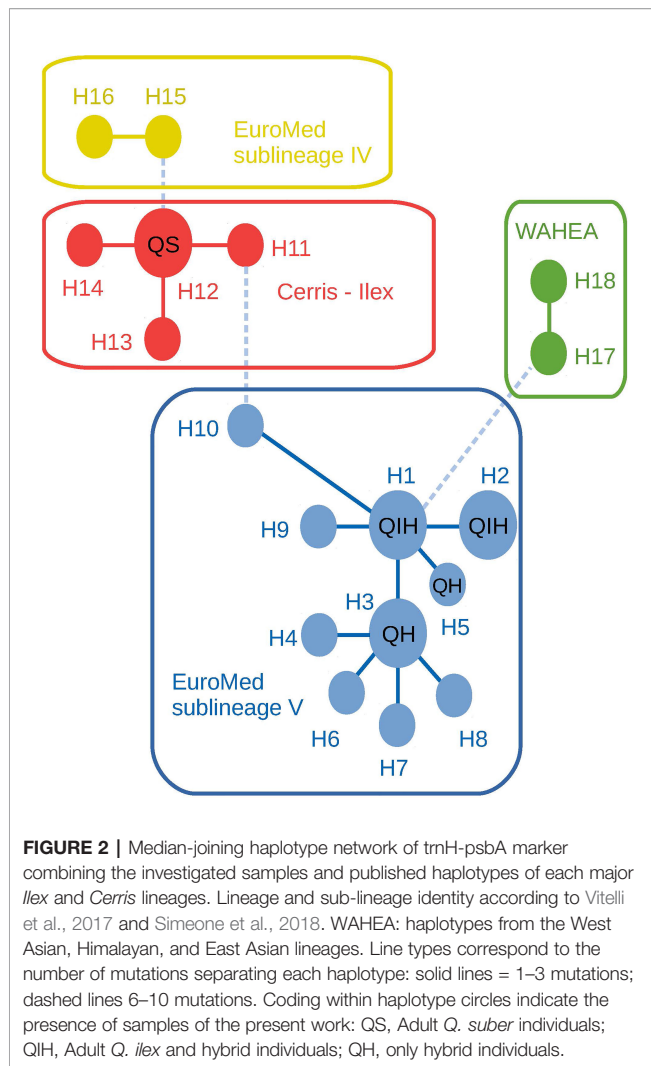 H16 H15
EuroMed
sublineage IV
QS
H11
H14
H12
Cerris - Ilex
H13
WAHEA
H18
H17
H10
H1
H2
H9
QIH
QIH
QH
H3
H5
H4
QH
EuroMed
sublineage V
H6
H8
H7
FIGURE 2 | Median-joining haplotype network of trnH-psbA marker
combining the investigated samples and published haplotypes of each major
Ilex and Cerris lineages. Lineage and sub-lineage identity according to Vitelli
et al., 2017 and Simeone et al., 2018. WAHEA: haplotypes from the West
Asian, Himalayan, and East Asian lineages. Line types correspond to the
number of mutations separating each haplotype: solid lines = 1–3 mutations;
dashed lines 6–10 mutations. Coding within haplotype circles indicate the
presence of samples of the present work: QS, Adult Q. suber individuals;
QIH, Adult Q. ilex and hybrid individuals; QH, only hybrid individuals.